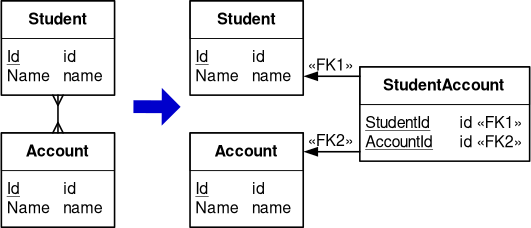 Student
Id id
Name name
Account
Id id
Name name
Student
Id id
Name name
Account
Id id
Name name
«FK1»
«FK2»
StudentAccount
StudentId id «FK1»
AccountId id «FK2»